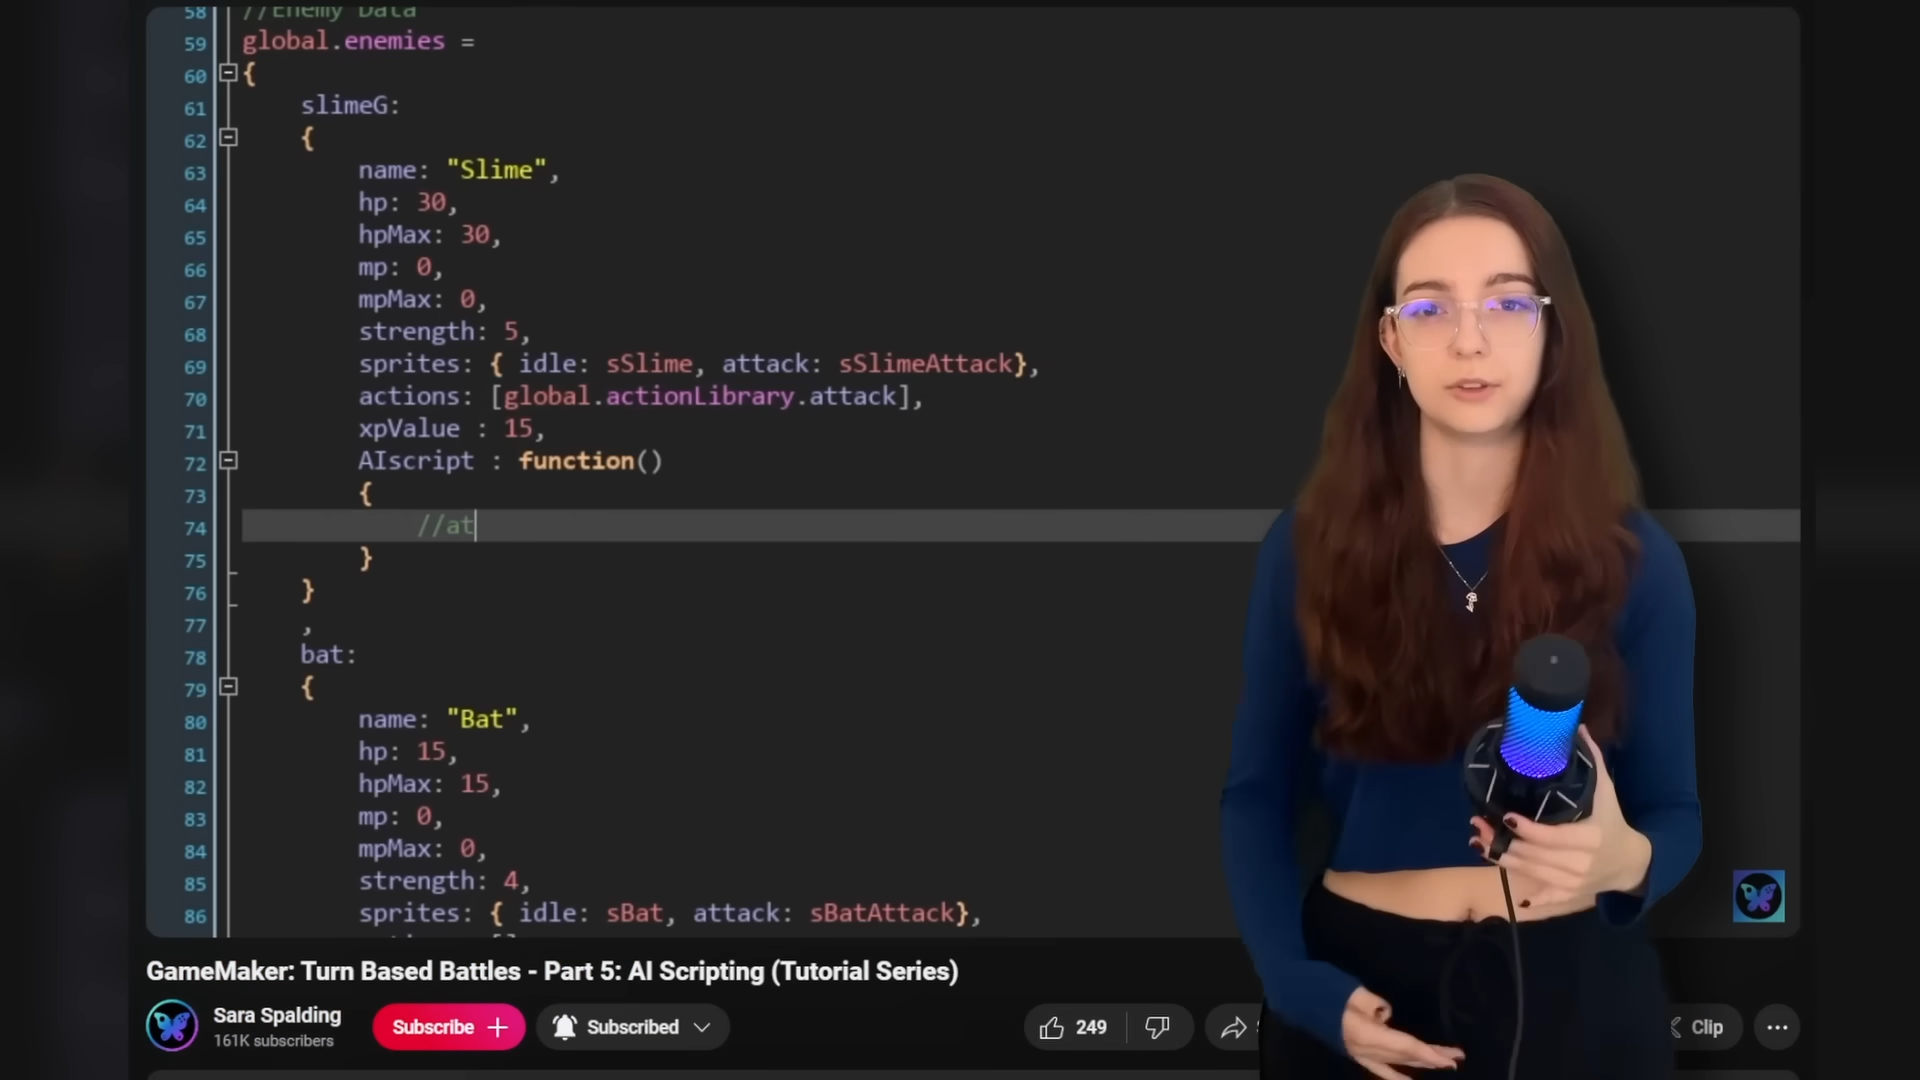 58 //Enemy Data
59 global.enemies =
60 {
61 slimeG:
62 {
63 name: "Slime",
64 hp: 30,
65 hpMax: 30,
66 mp: 0,
67 mpMax: 0,
68 strength: 5,
69 sprites: { idle: sSlime, attack: sSlimeAttack},
70 actions: [global.actionLibrary.attack],
71 xpValue : 15,
72 AIscript : function()
73 {
74 //at
75 }
76 }
77 ,
78 bat:
79 {
80 name: "Bat",
81 hp: 15,
82 hpMax: 15,
83 mp: 0,
84 mpMax: 0,
85 strength: 4,
86 sprites: { idle: sBat, attack: sBatAttack},
GameMaker: Turn Based Battles - Part 5: AI Scripting (Tutorial Series)
Sara Spalding
161K subscribers
Subscribe
Subscribed
249
Clip